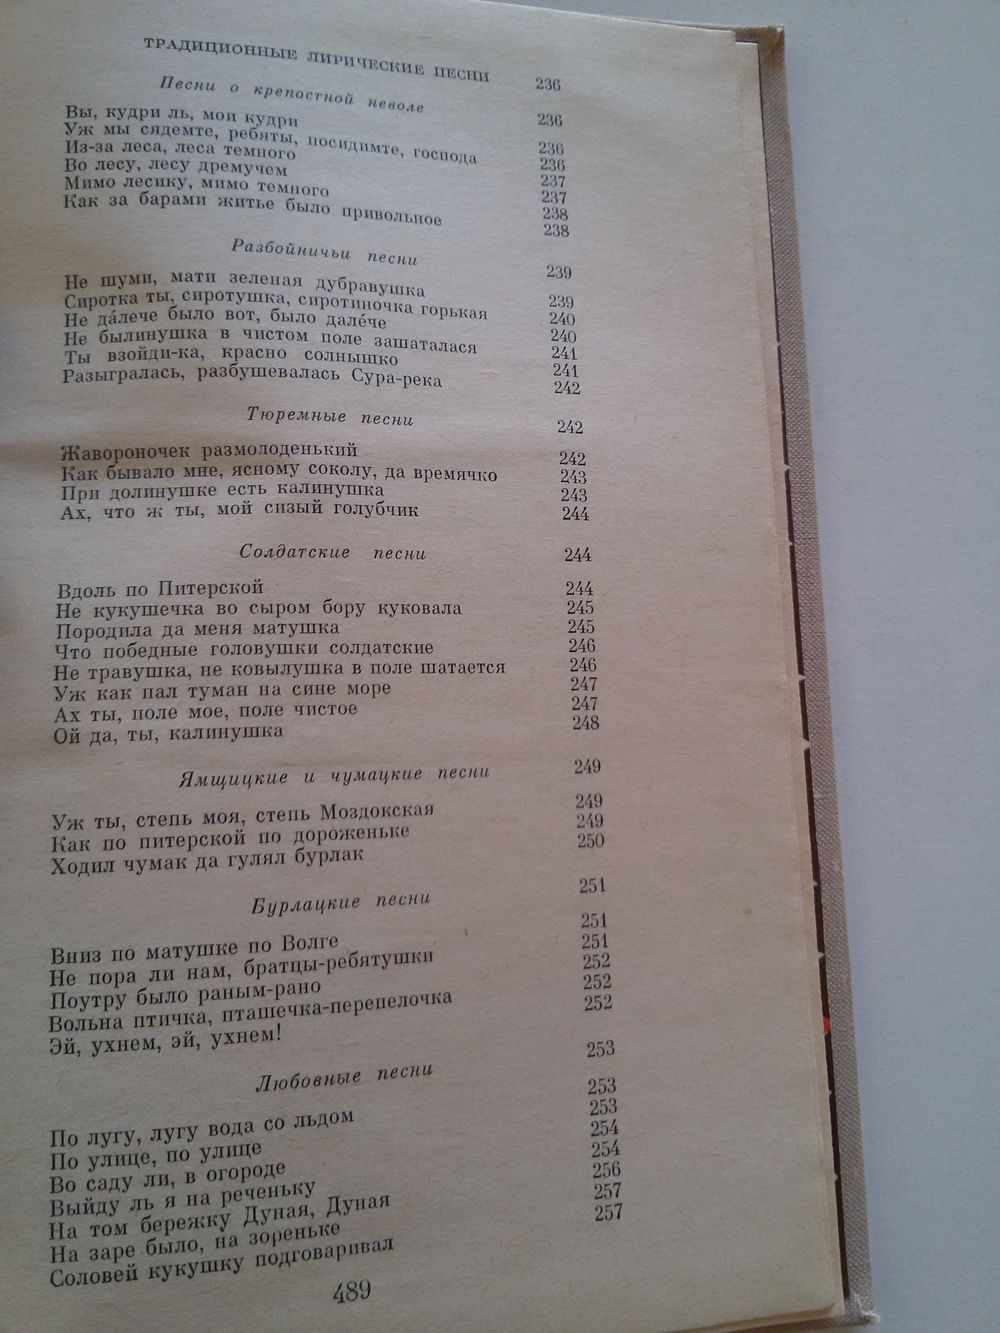 ТРАДИЦИОННЫЕ ЛИРИЧЕСКИЕ ПЕСНИ 236
Песни о крепостной неволе 236
Вы, кудри ль, мои кудри 236
Уж мы сядемте, ребяты, посидимте, господа 236
Из-за леса, леса темного 237
Во лесу, лесу дремучем 237
Мимо лесику, мимо темного 238
Как за барами житье было привольное 238
Разбойничьи песни 239
Не шуми, мати зеленая дубравушка 239
Сиротка ты, сиротушка, сиротиночка горькая 240
Не да́лече было вот, было дале́че 240
Не былинушка в чистом поле зашаталася 241
Ты взойди-ка, красно солнышко 241
Разыгралась, разбушевалась Сура-река 242
Тюремные песни 242
Жавороночек размолоденький 242
Как бывало мне, ясному соколу, да времячко 243
При долинушке есть калинушка 243
Ах, что ж ты, мой сизый голубчик 244
Солдатские песни 244
Вдоль по Питерской 244
Не кукушечка во сыром бору куковала 245
Породила да меня матушка 245
Что победные головушки солдатские 246
Не травушка, не ковылушка в поле шатается 246
Уж как пал туман на сине море 247
Ах ты, поле мое, поле чистое 247
Ой да, ты, калинушка 248
Ямщицкие и чумацкие песни 249
Уж ты, степь моя, степь Моздокская 249
Как по питерской по дороженьке 249
Ходил чумак да гулял бурлак 250
Бурлацкие песни 251
Вниз по матушке по Волге 251
Не пора ли нам, братцы-ребятушки 251
Поутру было раным-рано 252
Вольна птичка, пташечка-перепелочка 252
Эй, ухнем, эй, ухнем! 252
Любовные песни 253
По лугу, лугу вода со льдом 253
По улице, по улице 253
Во саду ли, в огороде 254
Выйду ль я на реченьку 254
На том бережку Дуная, Дуная 256
На заре было, на зореньке 257
Соловей кукушку подговаривал 257
489